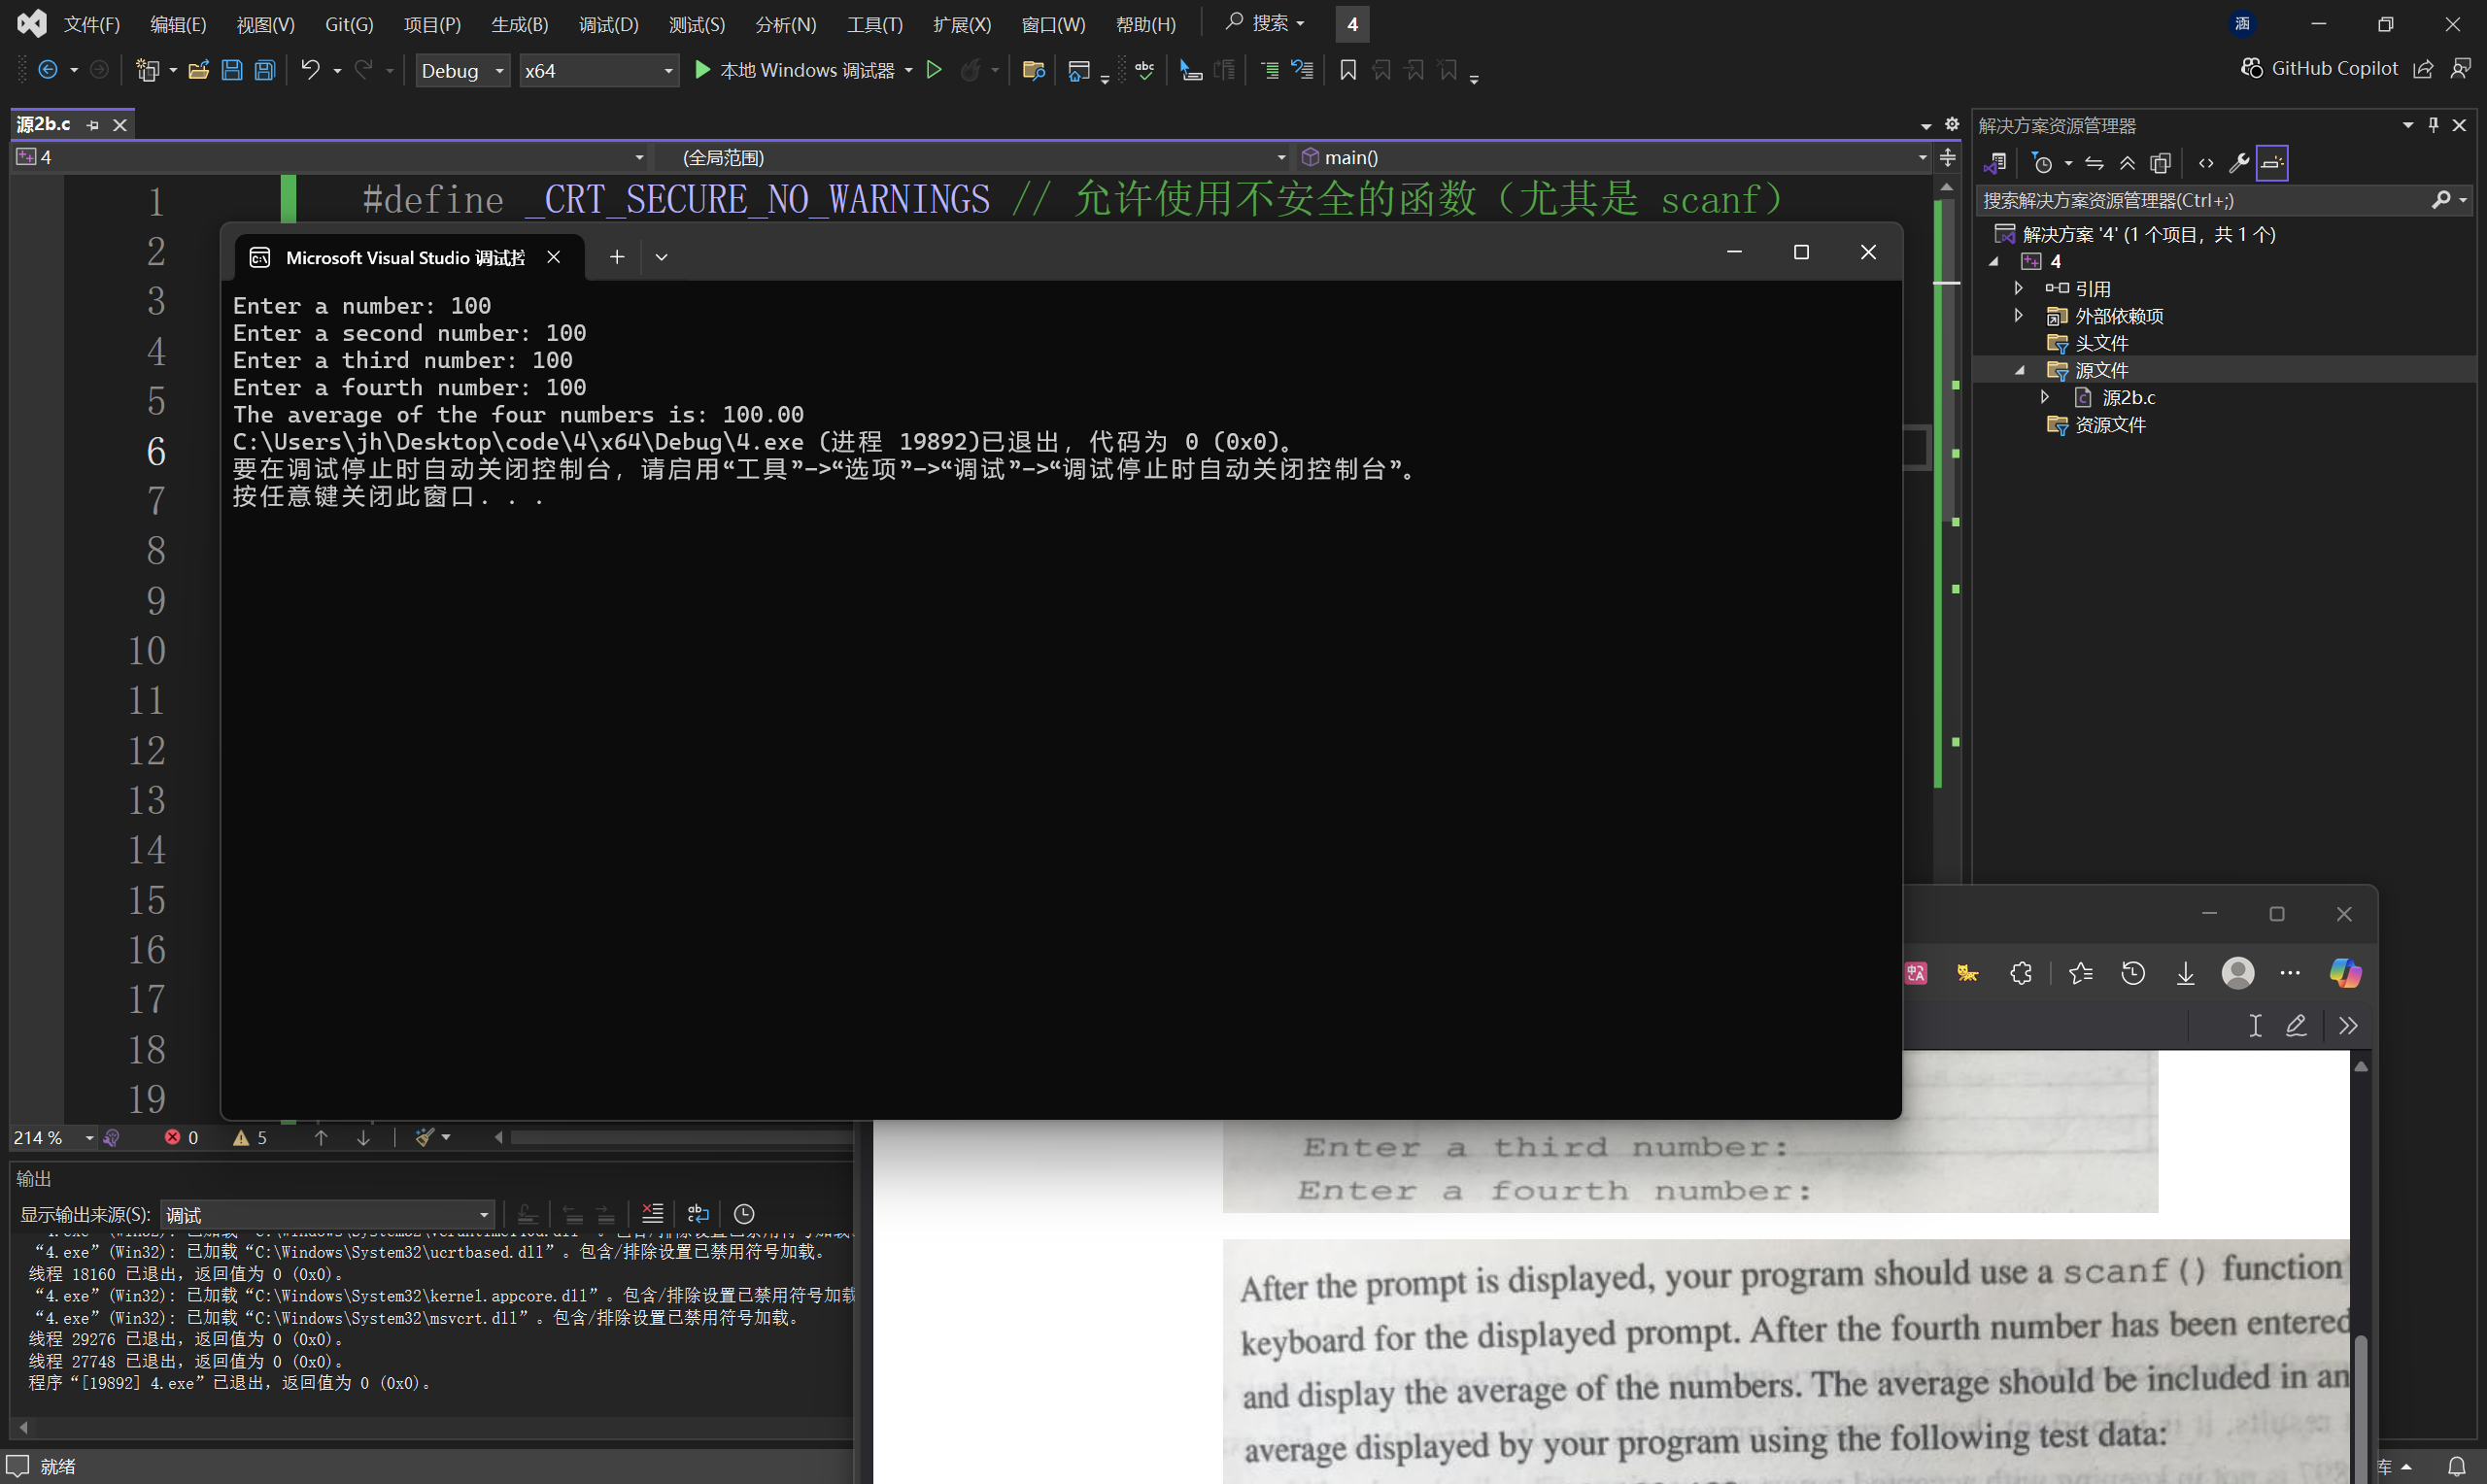 文件(F) 编辑(E) 视图(V) Git(G) 项目(P) 生成(B) 调试(D) 测试(S) 分析(N) 工具(T) 扩展(X) 窗口(W) 帮助(H) 搜索 4 涵
Debug x64 本地 Windows 调试器 GitHub Copilot
源2b.c
4 (全局范围) main()
1 #define _CRT_SECURE_NO_WARNINGS // 允许使用不安全的函数（尤其是 scanf）
2
3
4
5
6
7
8
9
10
11
12
13
14
15
16
17
18
19
Microsoft Visual Studio 调试控
Enter a number: 100
Enter a second number: 100
Enter a third number: 100
Enter a fourth number: 100
The average of the four numbers is: 100.00
C:\Users\jh\Desktop\code\4\x64\Debug\4.exe (进程 19892)已退出，代码为 0 (0x0)。
要在调试停止时自动关闭控制台，请启用“工具”->“选项”->“调试”->“调试停止时自动关闭控制台”。
按任意键关闭此窗口. . .
解决方案资源管理器
搜索解决方案资源管理器(Ctrl+;)
解决方案 '4' (1 个项目，共 1 个)
4
引用
外部依赖项
头文件
源文件
源2b.c
资源文件
214 % 0 5
输出
显示输出来源(S): 调试
“4.exe”(Win32): 已加载“C:\Windows\System32\ucrtbased.dll”。包含/排除设置已禁用符号加载。
线程 18160 已退出，返回值为 0 (0x0)。
“4.exe”(Win32): 已加载“C:\Windows\System32\kernel.appcore.dll”。包含/排除设置已禁用符号加载
“4.exe”(Win32): 已加载“C:\Windows\System32\msvcrt.dll”。包含/排除设置已禁用符号加载。
线程 29276 已退出，返回值为 0 (0x0)。
线程 27748 已退出，返回值为 0 (0x0)。
程序“[19892] 4.exe”已退出，返回值为 0 (0x0)。
就绪
Enter a third number:
Enter a fourth number:
After the prompt is displayed, your program should use a scanf() function
keyboard for the displayed prompt. After the fourth number has been entered
and display the average of the numbers. The average should be included in an
average displayed by your program using the following test data:
库